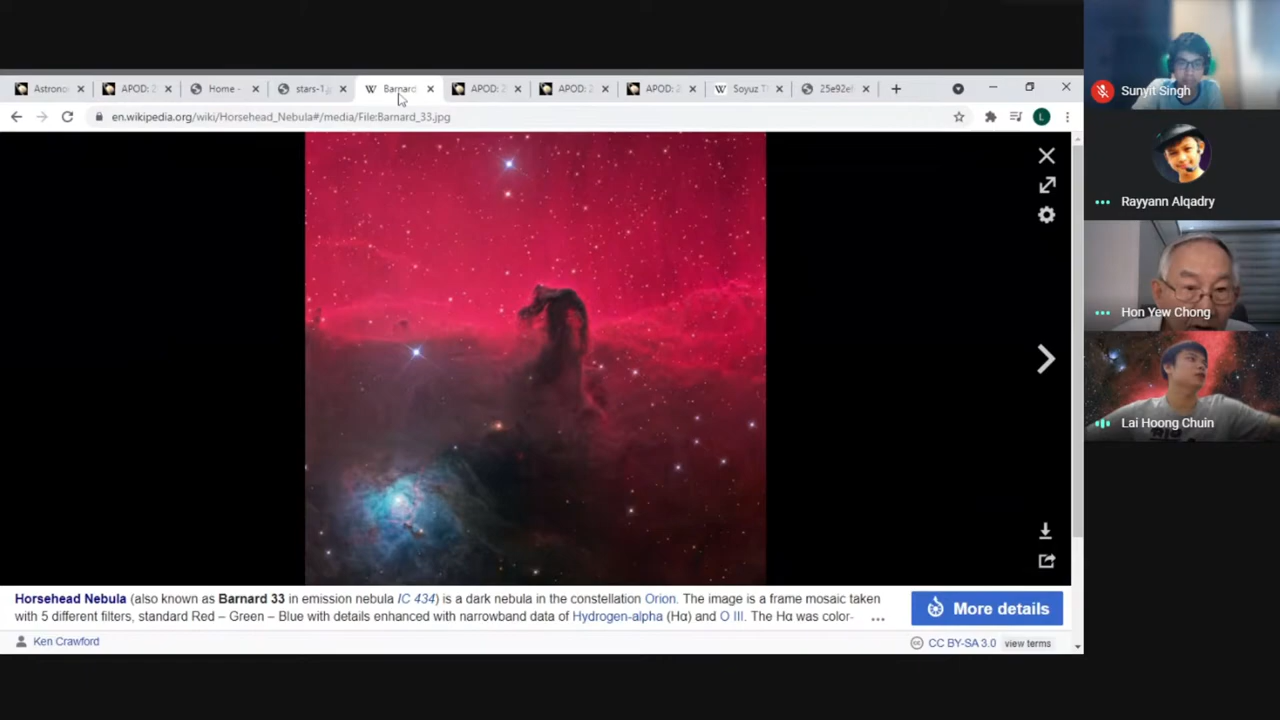 Astrono
APOD: 2
Home -
stars-1.j
Barnard
APOD: 2
APOD: 2
APOD: 2
Soyuz T
25e92e
en.wikipedia.org/wiki/Horsehead_Nebula#/media/File:Barnard_33.jpg
L
Horsehead Nebula (also known as Barnard 33 in emission nebula IC 434) is a dark nebula in the constellation Orion. The image is a frame mosaic taken
with 5 different filters, standard Red – Green – Blue with details enhanced with narrowband data of Hydrogen-alpha (Hα) and O III. The Hα was color- ...
More details
Ken Crawford
CC BY-SA 3.0 view terms
Sunyit Singh
Rayyann Alqadry
Hon Yew Chong
Lai Hoong Chuin